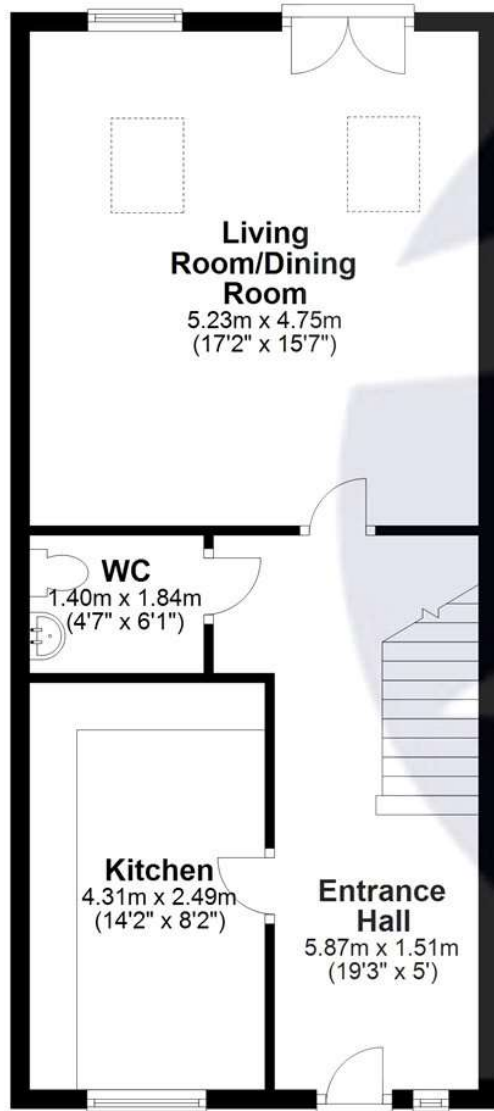 Living
Room/Dining
Room
5.23m x 4.75m
(17'2" x 15'7")
WC
1.40m x 1.84m
(4'7" x 6'1")
Kitchen
4.31m x 2.49m
(14'2" x 8'2")
Entrance
Hall
5.87m x 1.51m
(19'3" x 5')